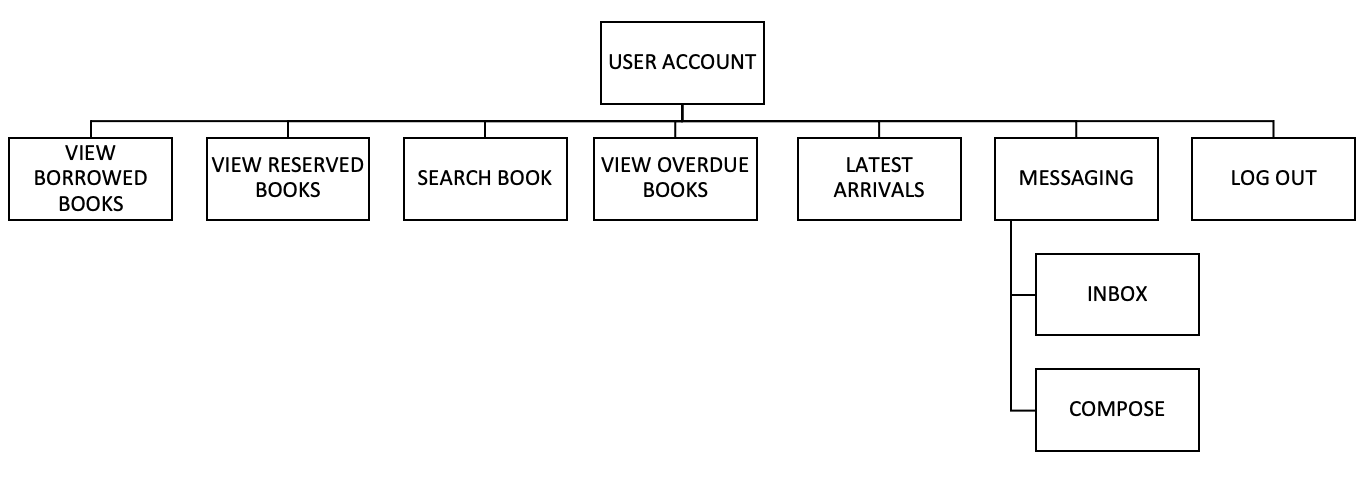 USER ACCOUNT
VIEW
BORROWED
BOOKS
VIEW RESERVED
BOOKS
SEARCH BOOK
VIEW OVERDUE
BOOKS
LATEST
ARRIVALS
MESSAGING
LOG OUT
INBOX
COMPOSE